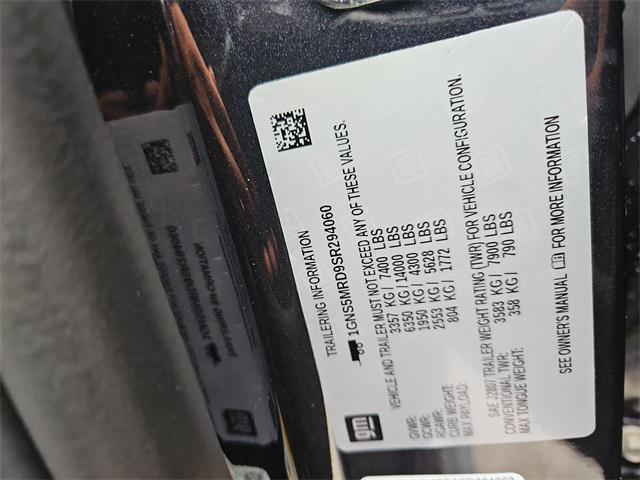 TRAILERING INFORMATION
1GNS5MRD9SR294060
VEHICLE AND TRAILER MUST NOT EXCEED ANY OF THESE VALUES.
GVWR: 3357 KG / 7400 LBS
GCWR: 6350 KG / 14000 LBS
RGAWR: 1950 KG / 4300 LBS
CURB WEIGHT: 2553 KG / 5628 LBS
MAX PAYLOAD: 804 KG / 1772 LBS
SAE J2807 TRAILER WEIGHT RATING (TWR) FOR VEHICLE CONFIGURATION.
CONVENTIONAL TWR: 3583 KG / 7900 LBS
MAX TONGUE WEIGHT: 358 KG / 790 LBS
SEE OWNER'S MANUAL FOR MORE INFORMATION
gm